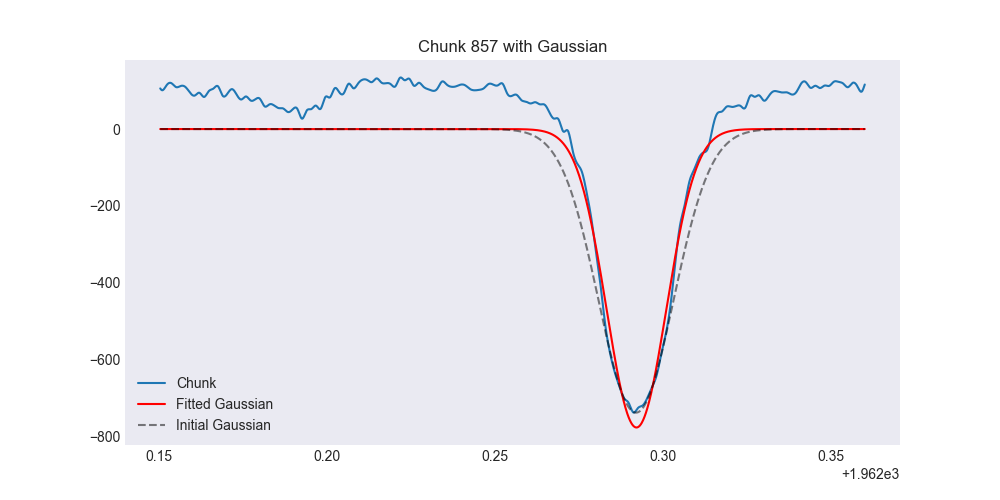 Chunk 857 with Gaussian
0
−200
−400
−600
−800
Chunk
Fitted Gaussian
Initial Gaussian
0.15 0.20 0.25 0.30 0.35
+1.962e3